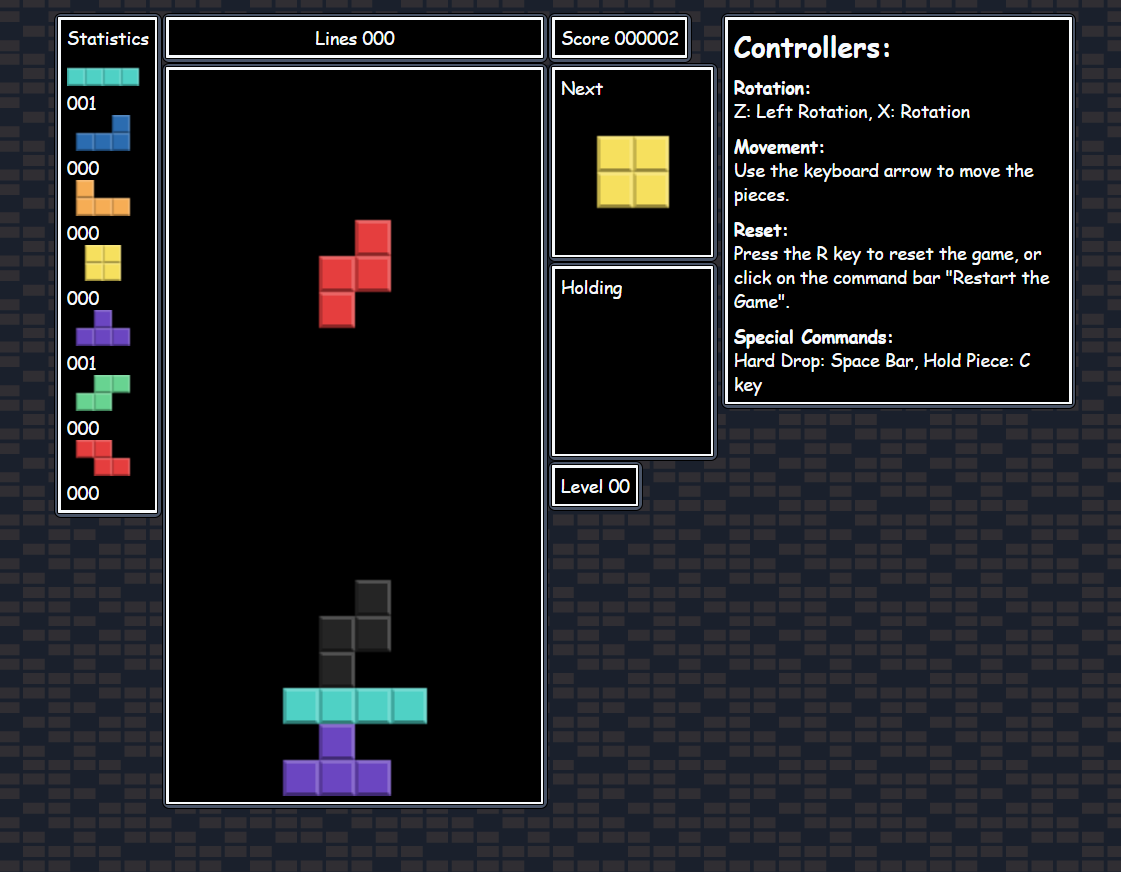 Statistics
001
000
000
000
001
000
000
Lines 000
Score 000002
Next
Holding
Level 00
Controllers:
Rotation:
Z: Left Rotation, X: Rotation
Movement:
Use the keyboard arrow to move the
pieces.
Reset:
Press the R key to reset the game, or
click on the command bar "Restart the
Game".
Special Commands:
Hard Drop: Space Bar, Hold Piece: C
key